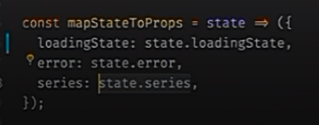 const mapStateToProps = state => ({
loadingState: state.loadingState,
error: state.error,
series: state.series,
});